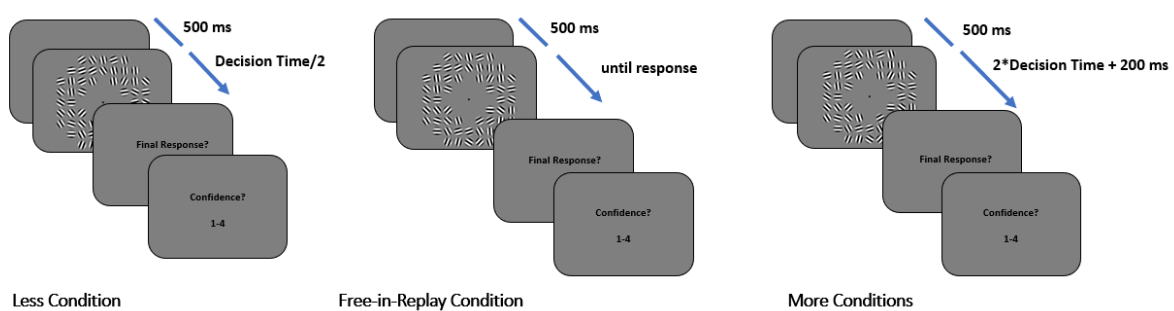 500 ms
Decision Time/2
Final Response?
Confidence?
1-4
Less Condition
500 ms
until response
Final Response?
Confidence?
1-4
Free-in-Replay Condition
500 ms
2*Decision Time + 200 ms
Final Response?
Confidence?
1-4
More Conditions